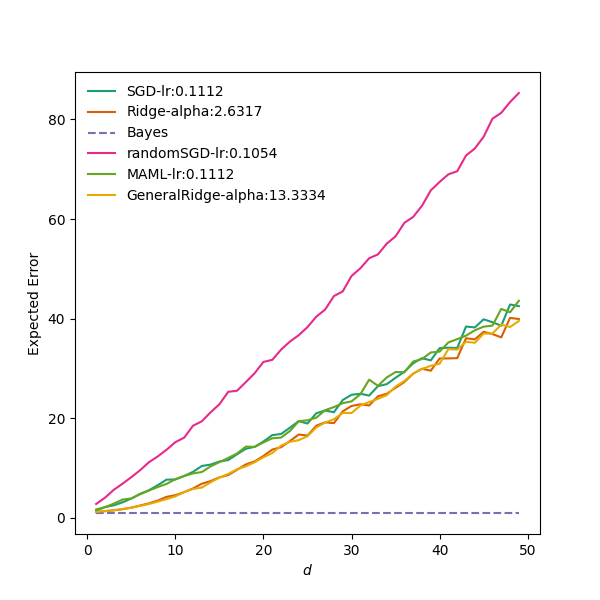 SGD-lr:0.1112
Ridge-alpha:2.6317
Bayes
randomSGD-lr:0.1054
MAML-lr:0.1112
GeneralRidge-alpha:13.3334
Expected Error
80
60
40
20
0
0 10 20 30 40 50
d